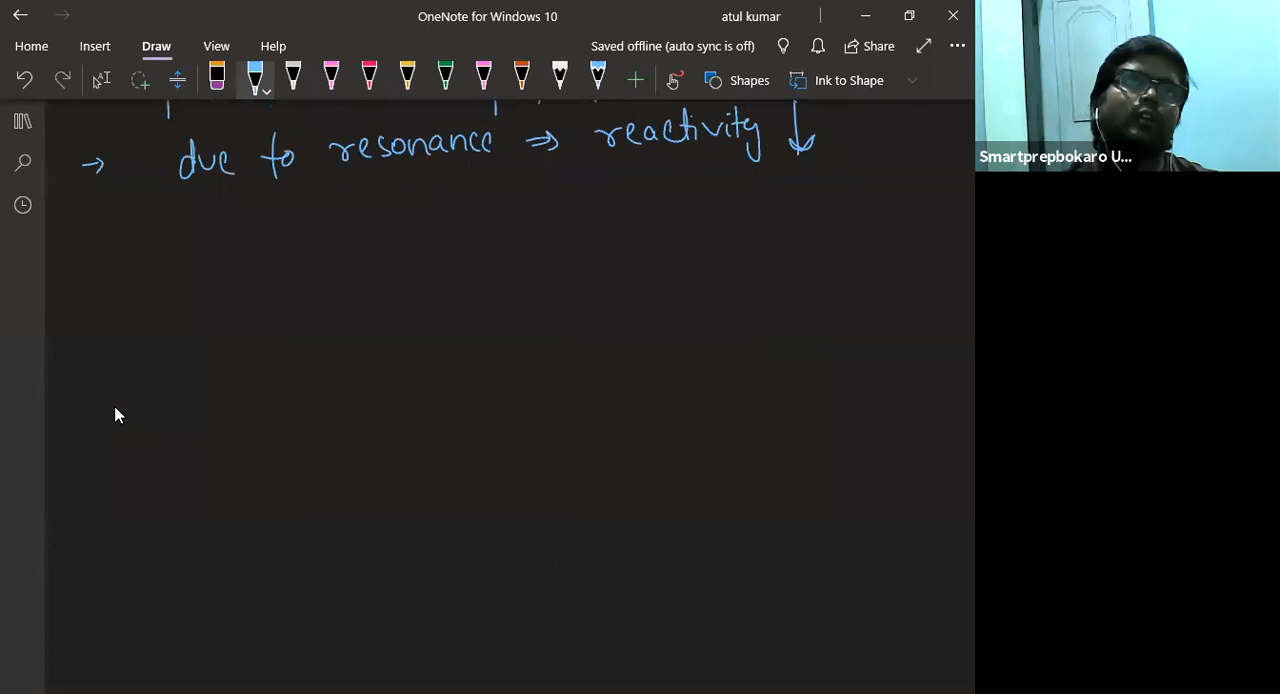 OneNote for Windows 10
atul kumar
Home Insert Draw View Help
Saved offline (auto sync is off)
Share
Shapes
Ink to Shape
→ due to resonance ⇒ reactivity ↓
Smartprepbokaro U...